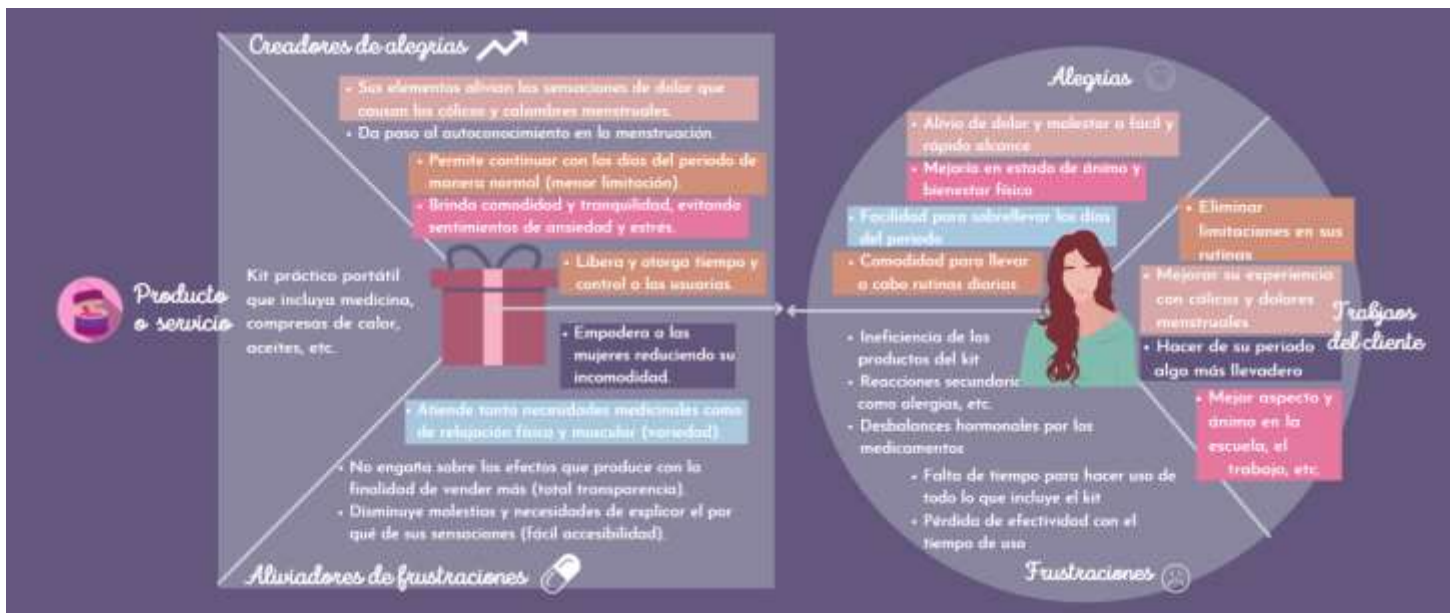 Creadores de alegrías
• Sus elementos alivian las sensaciones de dolor que
causan los cólicos y calambres menstruales.
• Da paso al autoconocimiento en la menstruación.
• Permite continuar con los días del periodo de
manera normal (menor limitación).
• Brinda comodidad y tranquilidad, evitando
sentimientos de ansiedad y estrés.
• Libera y otorga tiempo y
control a las usuarias.
Producto
o servicio
Kit práctico portátil
que incluya medicina,
compresas de calor,
aceites, etc.
• Empodera a las
mujeres reduciendo su
incomodidad.
• Atiende tanto necesidades medicinales como
de relajación física y muscular (variedad).
• No engaña sobre los efectos que produce con la
finalidad de vender más (total transparencia).
• Disminuye molestias y necesidades de explicar el por
qué de sus sensaciones (fácil accesibilidad).
Aliviadores de frustraciones
Alegrías
• Alivio de dolor y malestar a fácil y
rápido alcance
• Mejoría en estado de ánimo y
bienestar físico
• Facilidad para sobrellevar los días
del periodo
• Comodidad para llevar
a cabo rutinas diarias
• Eliminar
limitaciones en sus
rutinas
• Mejorar su experiencia
con cólicos y dolores
menstruales
• Hacer de su periodo
algo más llevadero
• Mejor aspecto y
ánimo en la
escuela, el
trabajo, etc.
Trabjaos
del cliente
• Ineficiencia de los
productos del kit
• Reacciones
como alergias, etc.
• Desbalances hormonales por los
medicamentos
• Falta de tiempo para hacer uso de
todo lo que incluye el kit
• Pérdida de efectividad con el
tiempo de uso
Frustraciones